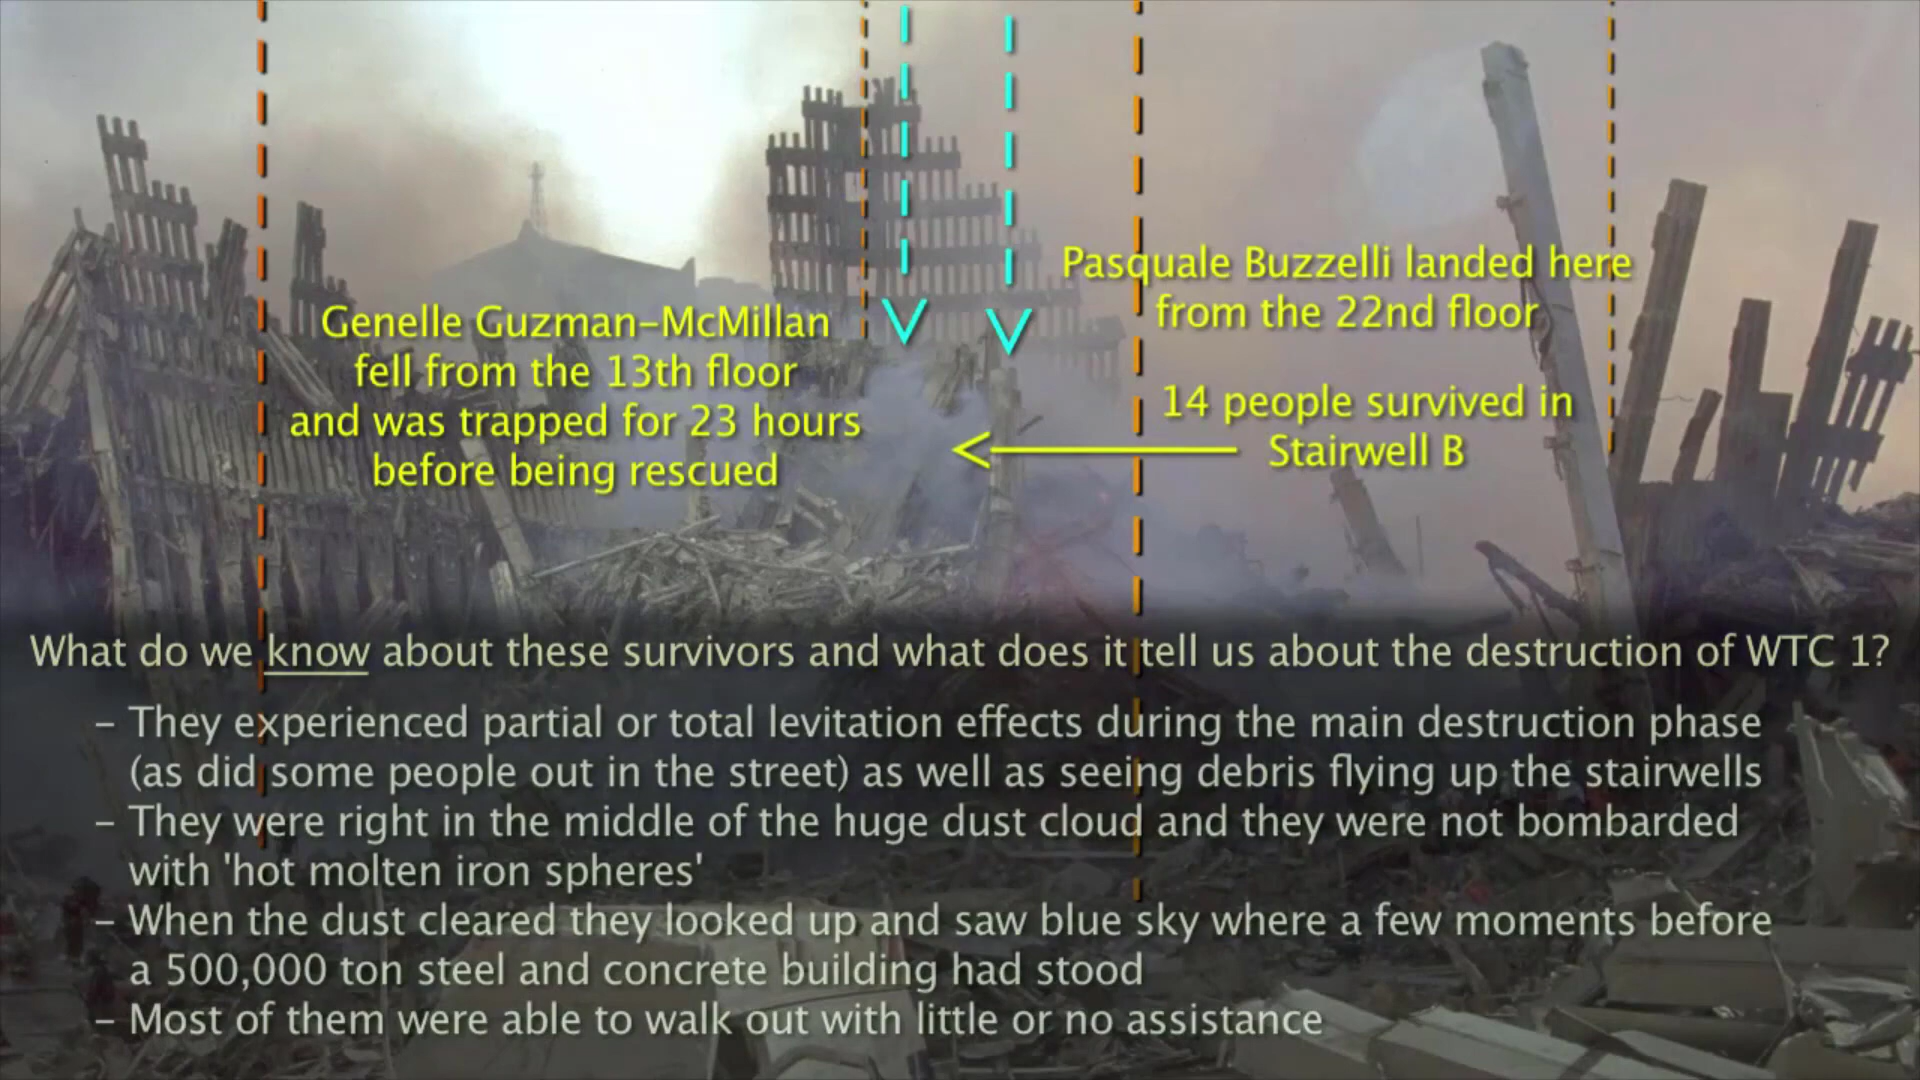 Pasquale Buzzelli landed here
from the 22nd floor
Genelle Guzman–McMillan
fell from the 13th floor
and was trapped for 23 hours
before being rescued
14 people survived in
Stairwell B
What do we know about these survivors and what does it tell us about the destruction of WTC 1?
– They experienced partial or total levitation effects during the main destruction phase
(as did some people out in the street) as well as seeing debris flying up the stairwells
– They were right in the middle of the huge dust cloud and they were not bombarded
with 'hot molten iron spheres'
– When the dust cleared they looked up and saw blue sky where a few moments before
a 500,000 ton steel and concrete building had stood
– Most of them were able to walk out with little or no assistance